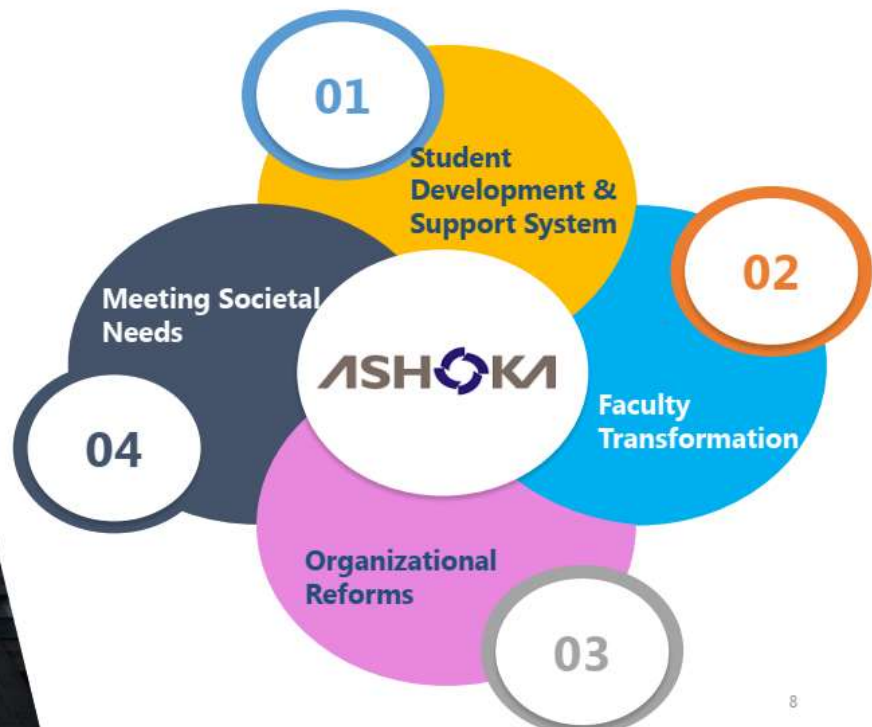 01
Student
Development &
Support System
02
Faculty
Transformation
03
Organizational
Reforms
04
Meeting Societal
Needs
ASHOKA
8